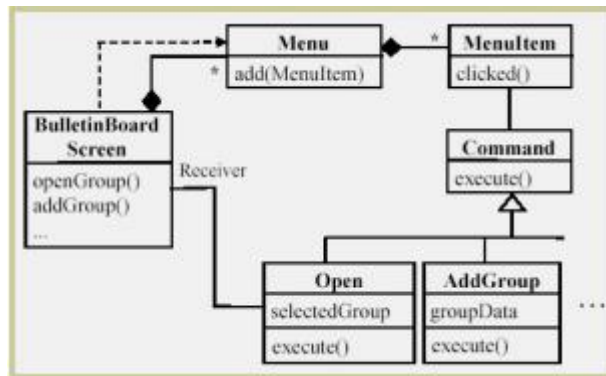 Menu
add(MenuItem)
*
*
MenuItem
clicked()
BulletinBoard
Screen
openGroup()
addGroup()
...
Receiver
Command
execute()
Open
selectedGroup
execute()
AddGroup
groupData
execute()
...